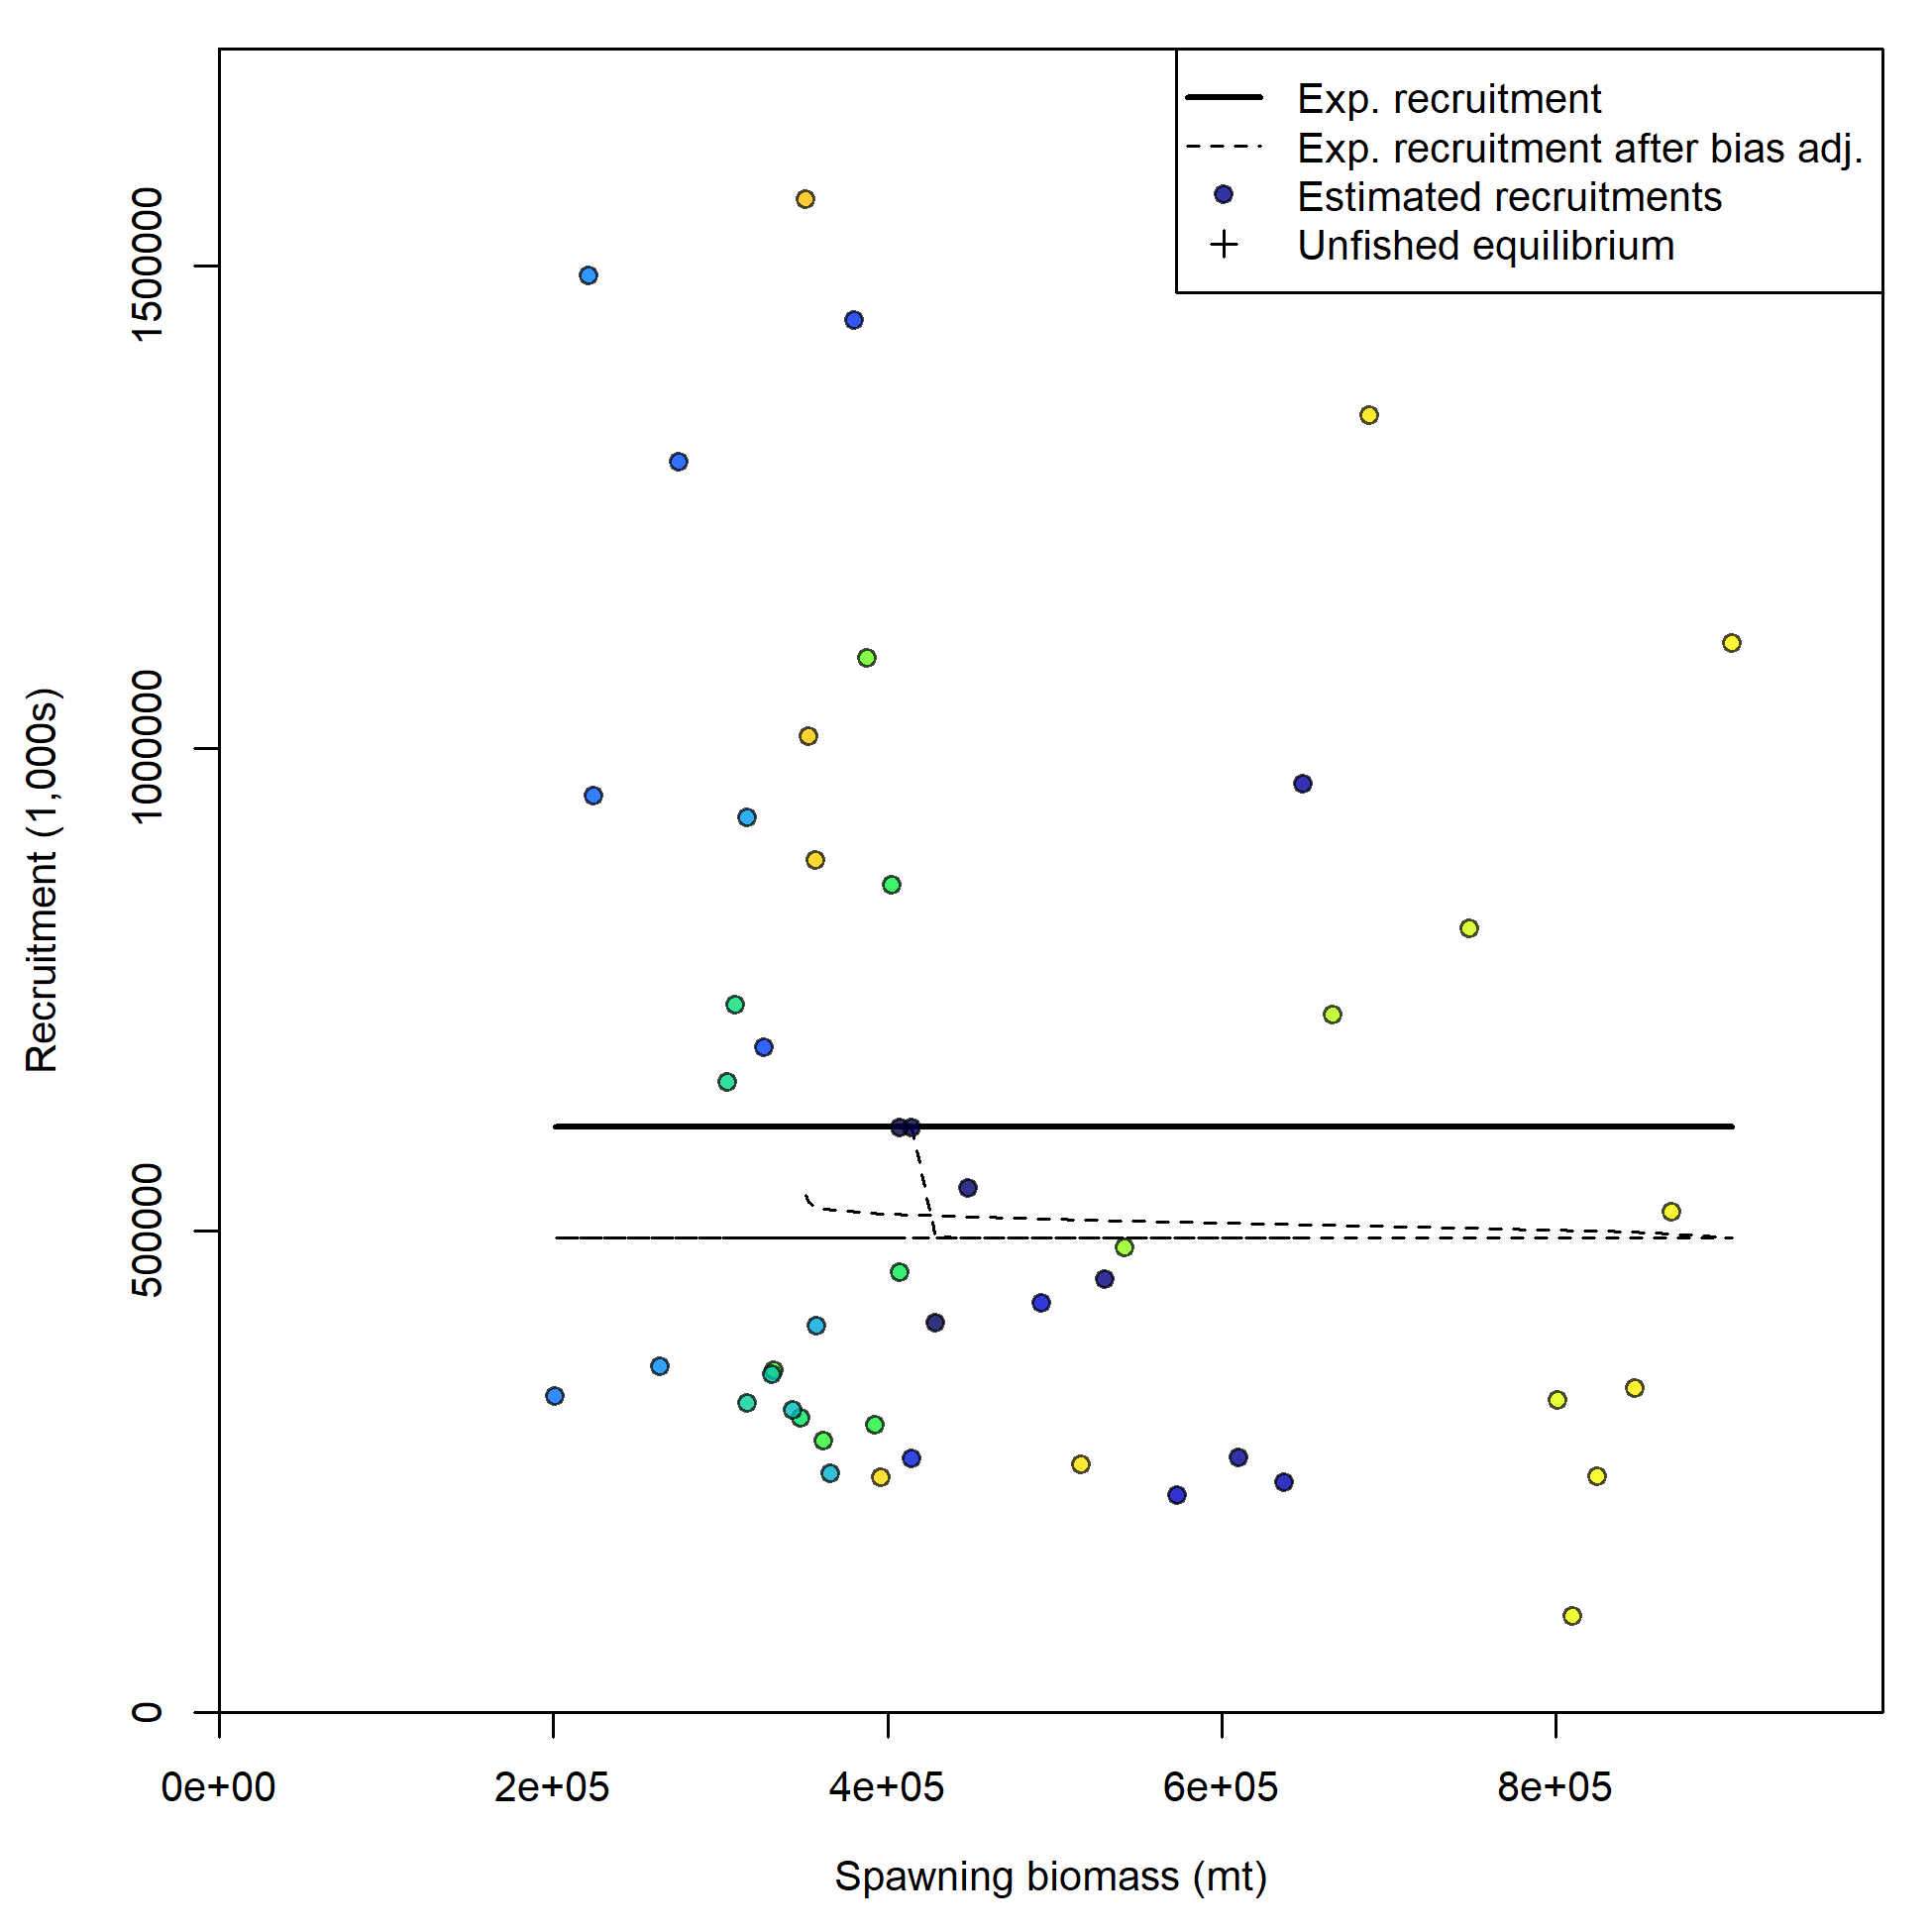 Exp. recruitment
Exp. recruitment after bias adj.
Estimated recruitments
Unfished equilibrium
Recruitment (1,000s)
1500000
1000000
500000
0
0e+00
2e+05
4e+05
6e+05
8e+05
Spawning biomass (mt)